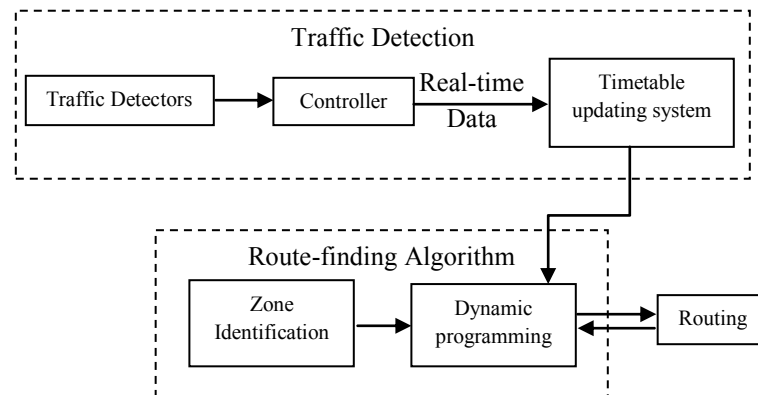 Traffic Detection
Traffic Detectors
Controller
Real-time
Data
Timetable
updating system
Route-finding Algorithm
Zone
Identification
Dynamic
programming
Routing